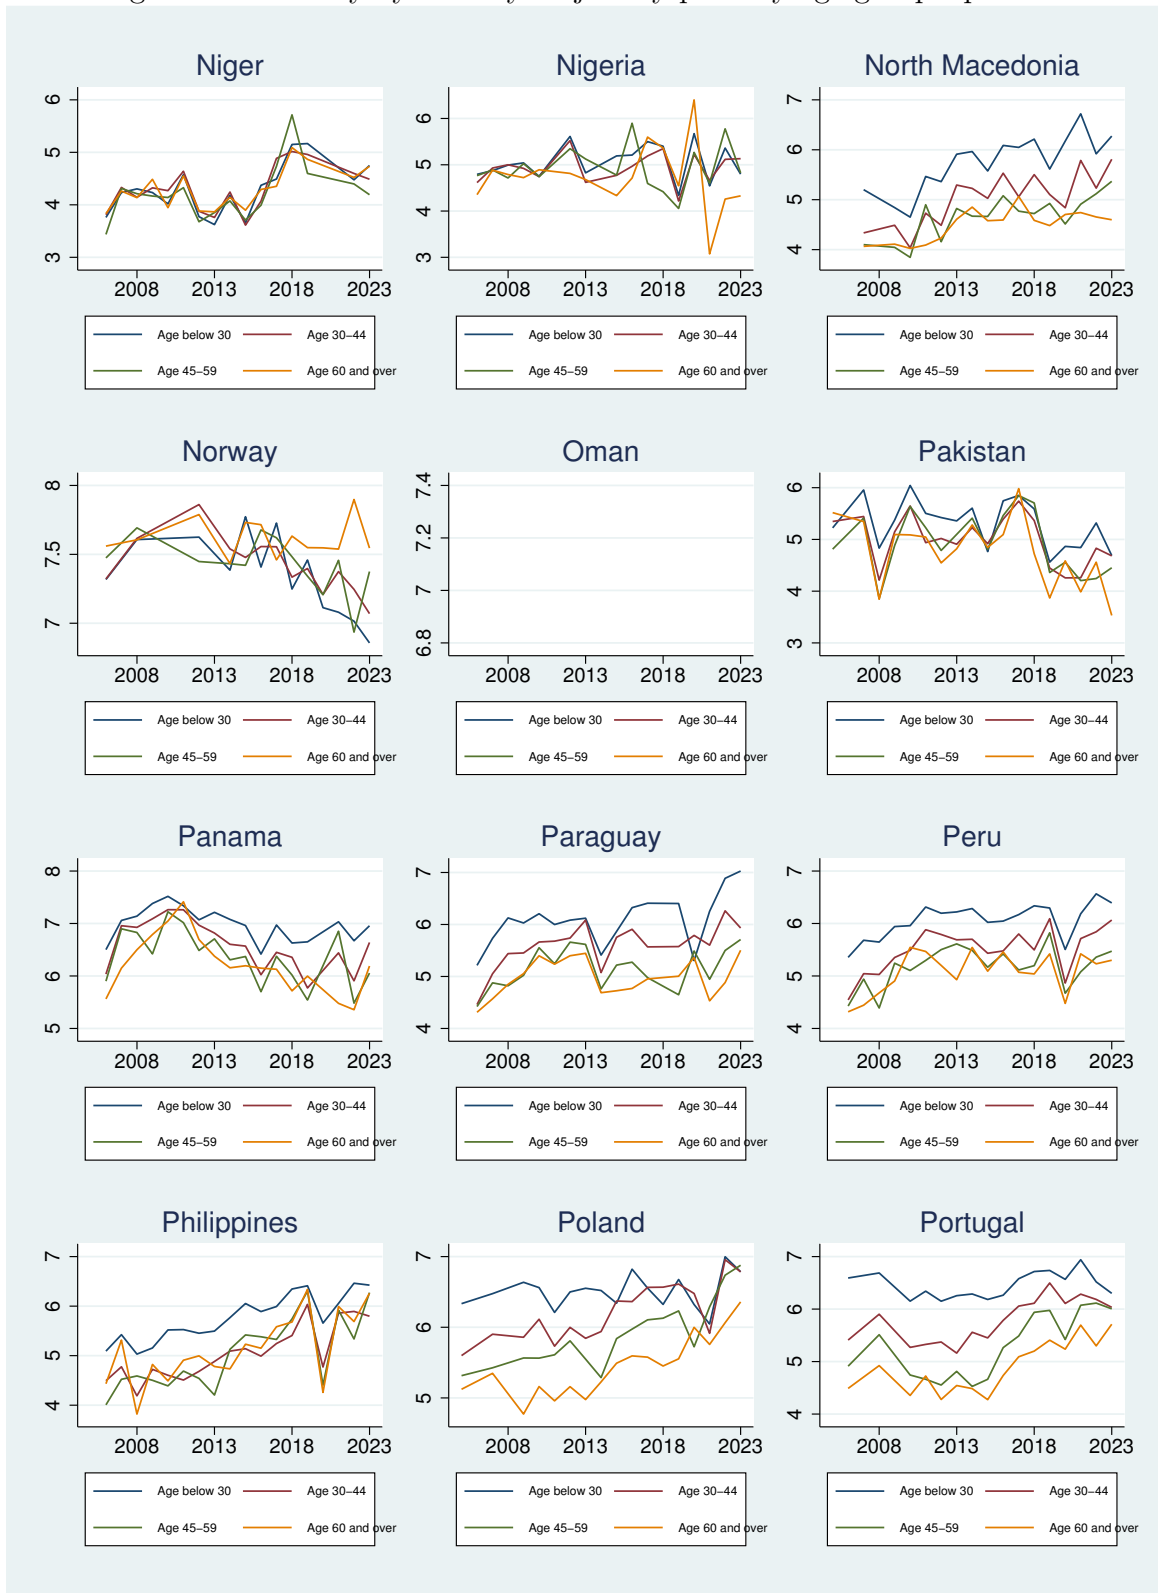 Niger Nigeria North Macedonia
6 5 4 3
6 5 4 3
7 6 5 4
2008 2013 2018 2023 2008 2013 2018 2023 2008 2013 2018 2023
Age below 30 Age 30–44 Age below 30 Age 30–44 Age below 30 Age 30–44
Age 45–59 Age 60 and over Age 45–59 Age 60 and over Age 45–59 Age 60 and over
Norway Oman Pakistan
8 7.5 7
7.4 7.2 7 6.8
6 5 4 3
2008 2013 2018 2023 2008 2013 2018 2023 2008 2013 2018 2023
Age below 30 Age 30–44 Age below 30 Age 30–44 Age below 30 Age 30–44
Age 45–59 Age 60 and over Age 45–59 Age 60 and over Age 45–59 Age 60 and over
Panama Paraguay Peru
8 7 6 5
7 6 5 4
7 6 5 4
2008 2013 2018 2023 2008 2013 2018 2023 2008 2013 2018 2023
Age below 30 Age 30–44 Age below 30 Age 30–44 Age below 30 Age 30–44
Age 45–59 Age 60 and over Age 45–59 Age 60 and over Age 45–59 Age 60 and over
Philippines Poland Portugal
7 6 5 4
7 6 5
7 6 5 4
2008 2013 2018 2023 2008 2013 2018 2023 2008 2013 2018 2023
Age below 30 Age 30–44 Age below 30 Age 30–44 Age below 30 Age 30–44
Age 45–59 Age 60 and over Age 45–59 Age 60 and over Age 45–59 Age 60 and over